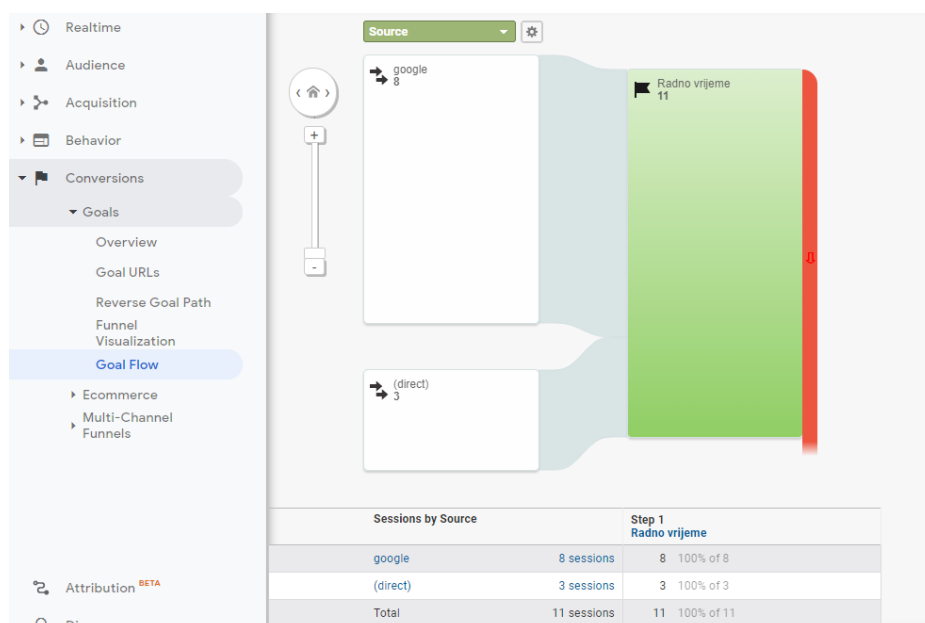 Realtime
Audience
Acquisition
Behavior
Conversions
Goals
Overview
Goal URLs
Reverse Goal Path
Funnel
Visualization
Goal Flow
Ecommerce
Multi-Channel
Funnels
Attribution BETA
Source
google
8
Radno vrijeme
11
+
-
(direct)
3
Sessions by Source
Step 1
Radno vrijeme
google 8 sessions 8 100% of 8
(direct) 3 sessions 3 100% of 3
Total 11 sessions 11 100% of 11